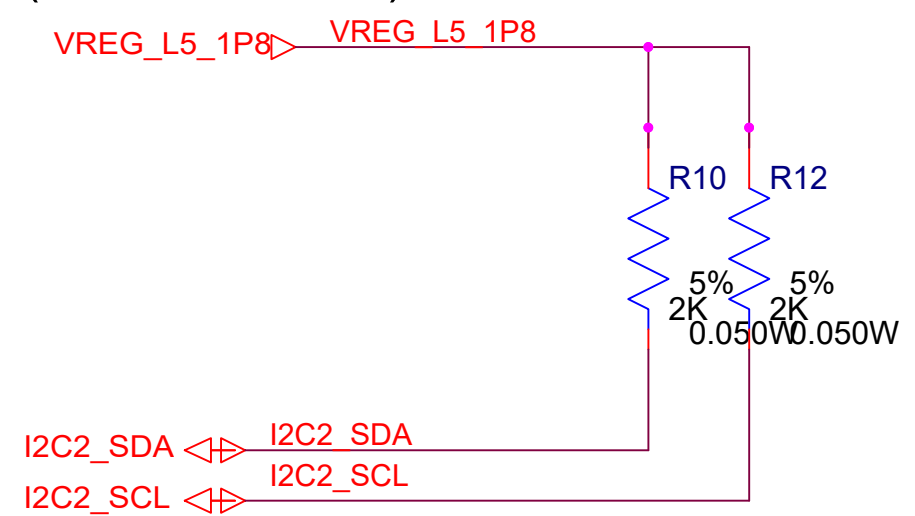 VREG_L5_1P8 VREG_L5_1P8
R10 R12
5% 5%
2K 2K
0.050W 0.050W
I2C2_SDA I2C2_SDA
I2C2_SCL I2C2_SCL